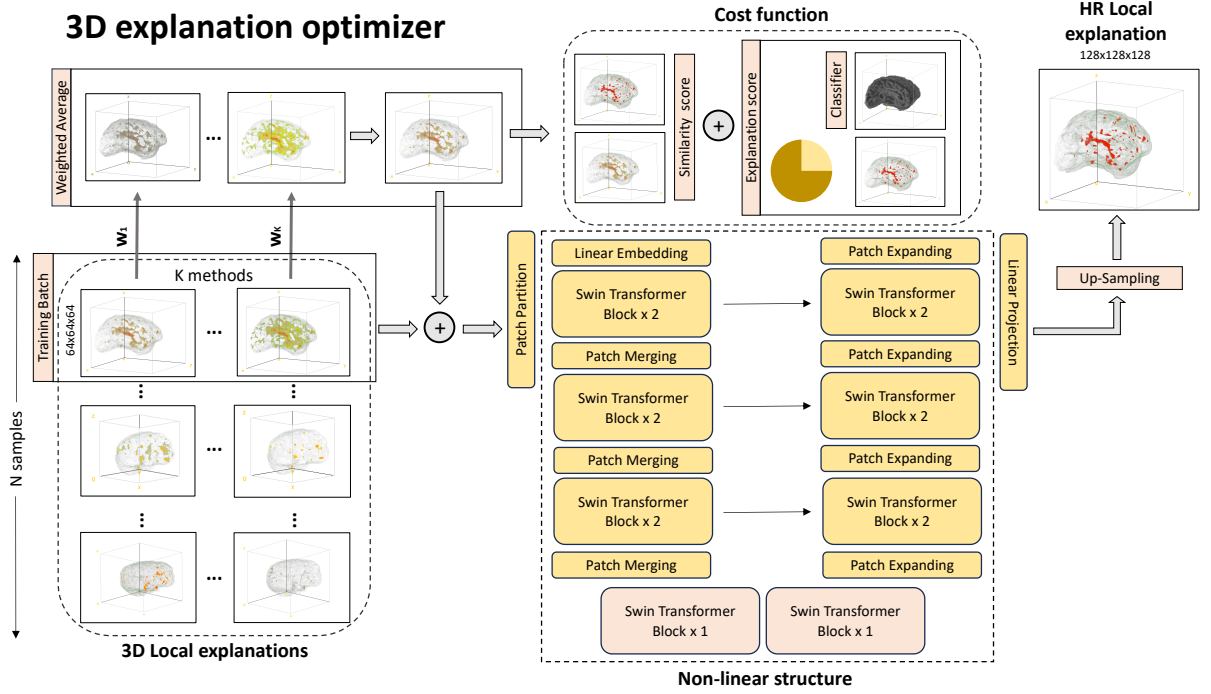 3D explanation optimizer
Cost function
HR Local
explanation
128x128x128
Weighted Average
...
Similarity score
+
Explanation score
Classifier
W1
WK
K methods
Training Batch
64x64x64
...
+
N samples
...
...
3D Local explanations
Patch Partition
Linear Embedding
Swin Transformer
Block x 2
Patch Merging
Swin Transformer
Block x 2
Patch Merging
Swin Transformer
Block x 2
Patch Merging
Swin Transformer
Block x 1
Swin Transformer
Block x 1
Patch Expanding
Swin Transformer
Block x 2
Patch Expanding
Swin Transformer
Block x 2
Patch Expanding
Swin Transformer
Block x 2
Patch Expanding
Linear Projection
Up-Sampling
Non-linear structure